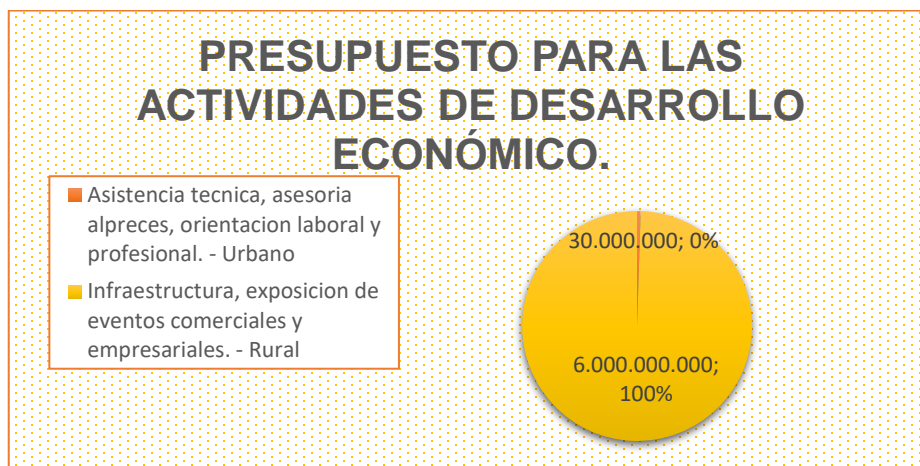 PRESUPUESTO PARA LAS
ACTIVIDADES DE DESARROLLO
ECONÓMICO.
Asistencia tecnica, asesoria
alpreces, orientacion laboral y
profesional. - Urbano
Infraestructura, exposicion de
eventos comerciales y
empresariales. - Rural
30.000.000; 0%
6.000.000.000;
100%